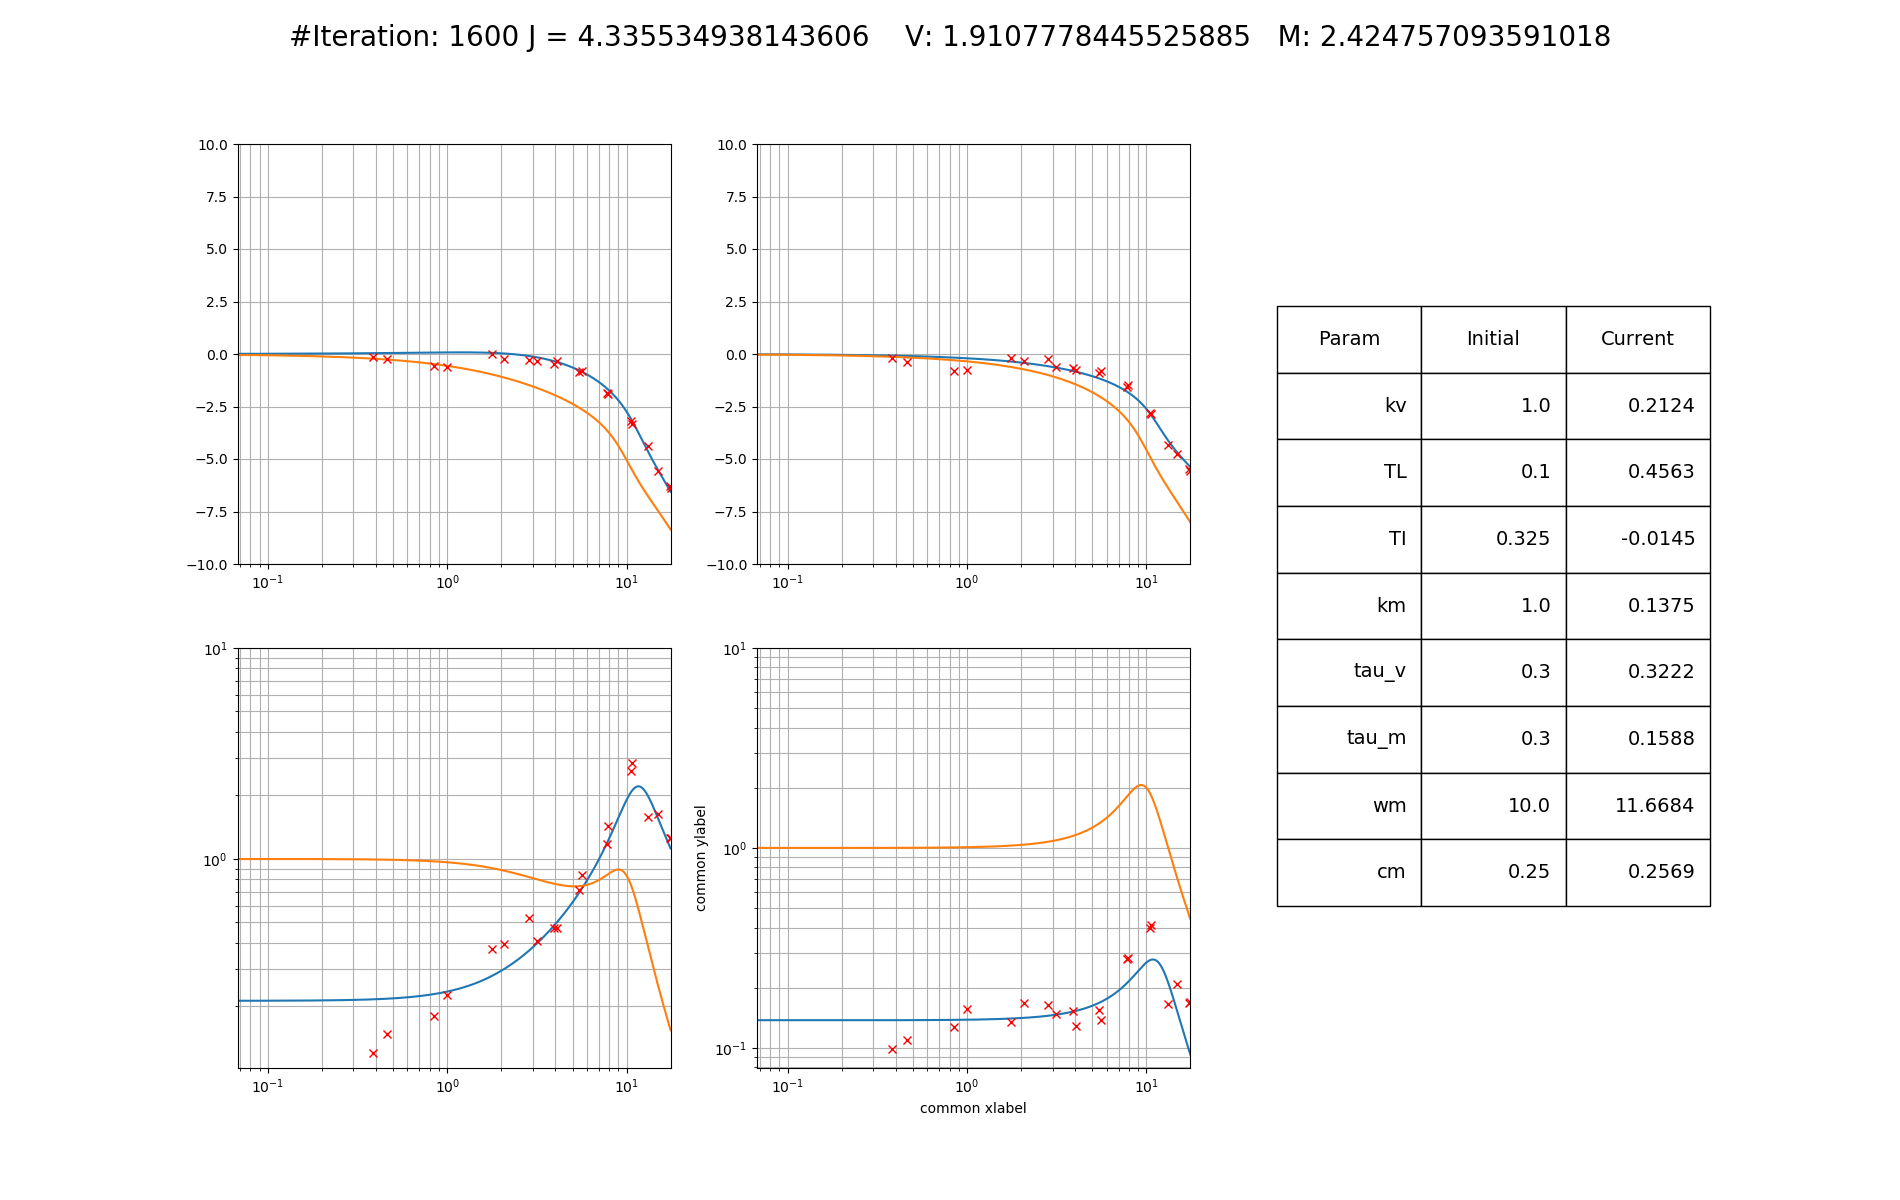 #Iteration: 1600 J = 4.335534938143606 V: 1.9107778445525885 M: 2.424757093591018
10.0
7.5
5.0
2.5
0.0
−2.5
−5.0
−7.5
−10.0
10⁻¹ 10⁰ 10¹
10.0
7.5
5.0
2.5
0.0
−2.5
−5.0
−7.5
−10.0
10⁻¹ 10⁰ 10¹
10¹
10⁰
10⁻¹ 10⁰ 10¹
common ylabel
10¹
10⁰
10⁻¹
10⁻¹ 10⁰ 10¹
common xlabel
Param Initial Current
kv 1.0 0.2124
TL 0.1 0.4563
TI 0.325 -0.0145
km 1.0 0.1375
tau_v 0.3 0.3222
tau_m 0.3 0.1588
wm 10.0 11.6684
cm 0.25 0.2569